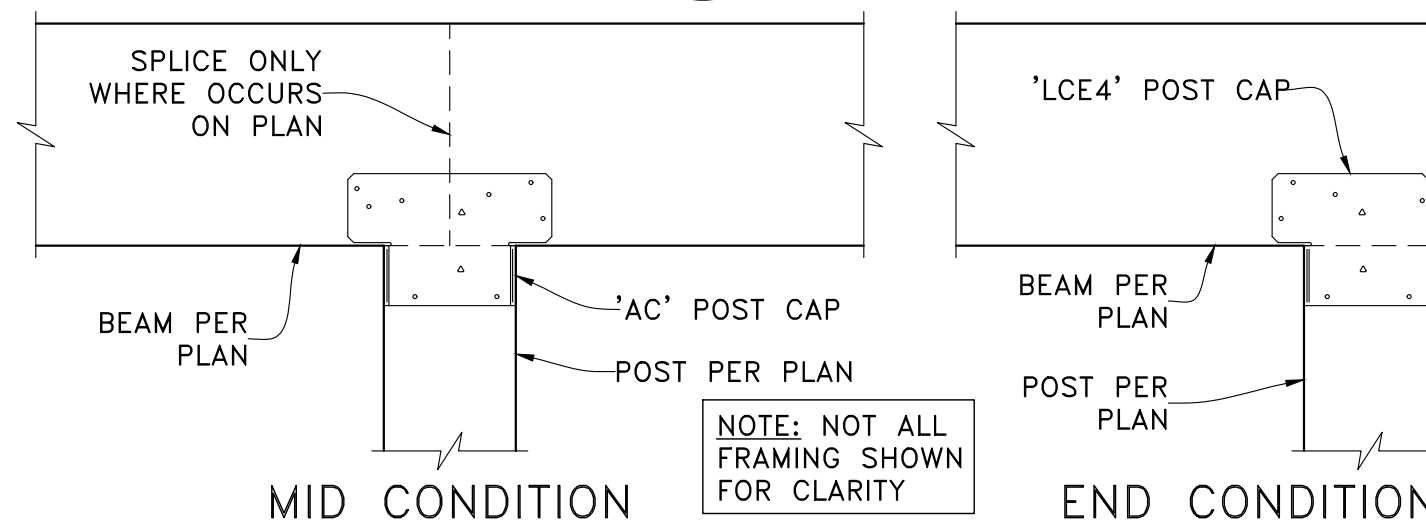 SPLICE ONLY
WHERE OCCURS
ON PLAN
BEAM PER
PLAN
'AC' POST CAP
POST PER PLAN
MID CONDITION
NOTE: NOT ALL
FRAMING SHOWN
FOR CLARITY
'LCE4' POST CAP
BEAM PER
PLAN
POST PER
PLAN
END CONDITION